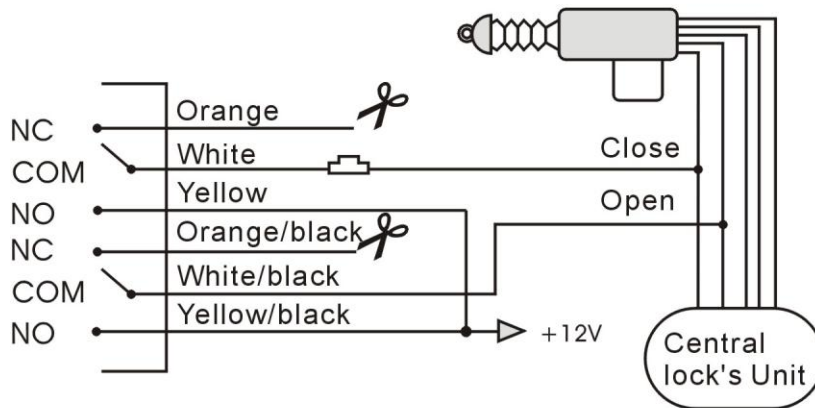 NC
Orange
COM
White
Close
NO
Yellow
Open
NC
Orange/black
COM
White/black
NO
Yellow/black
+12V
Central
lock's Unit